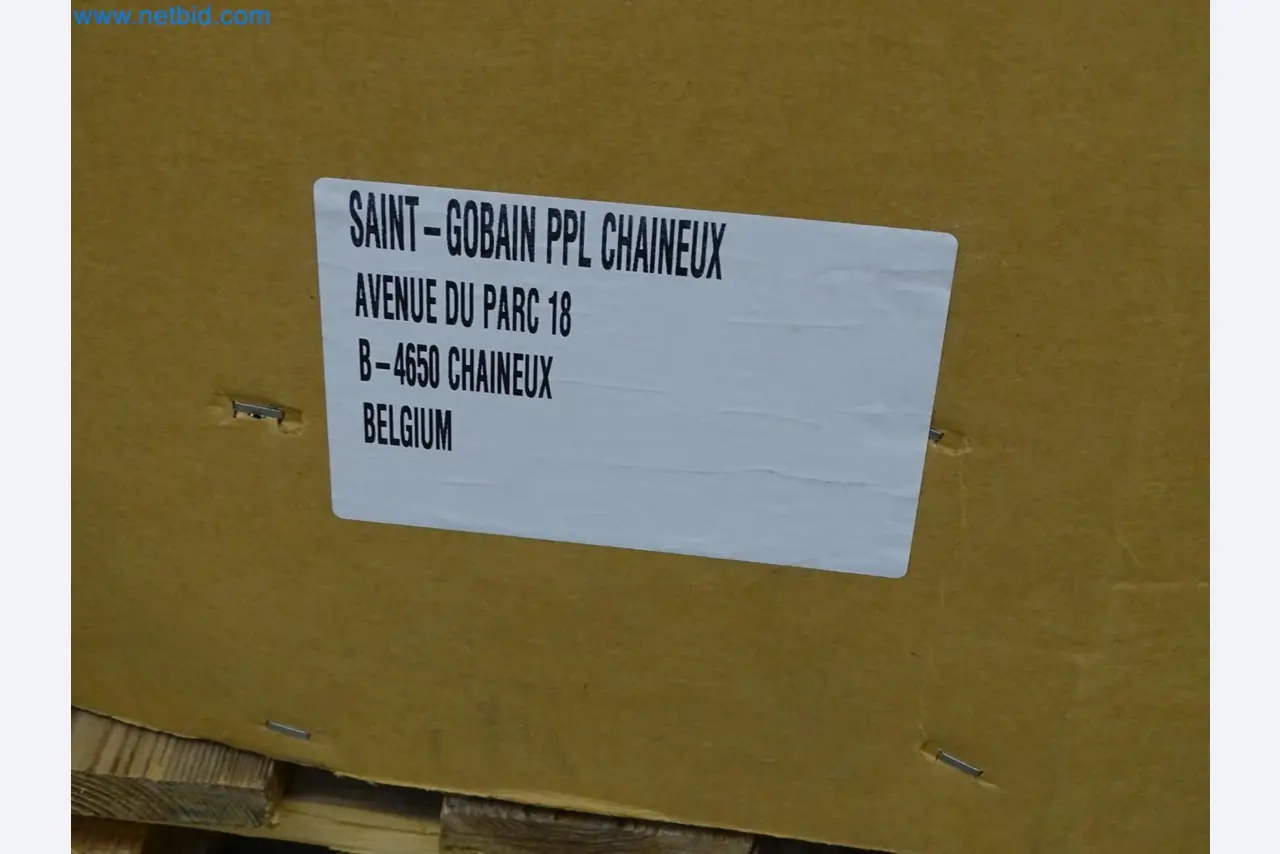 www.netbid.com
SAINT-GOBAIN PPL CHAINEUX
AVENUE DU PARC 18
B-4650 CHAINEUX
BELGIUM